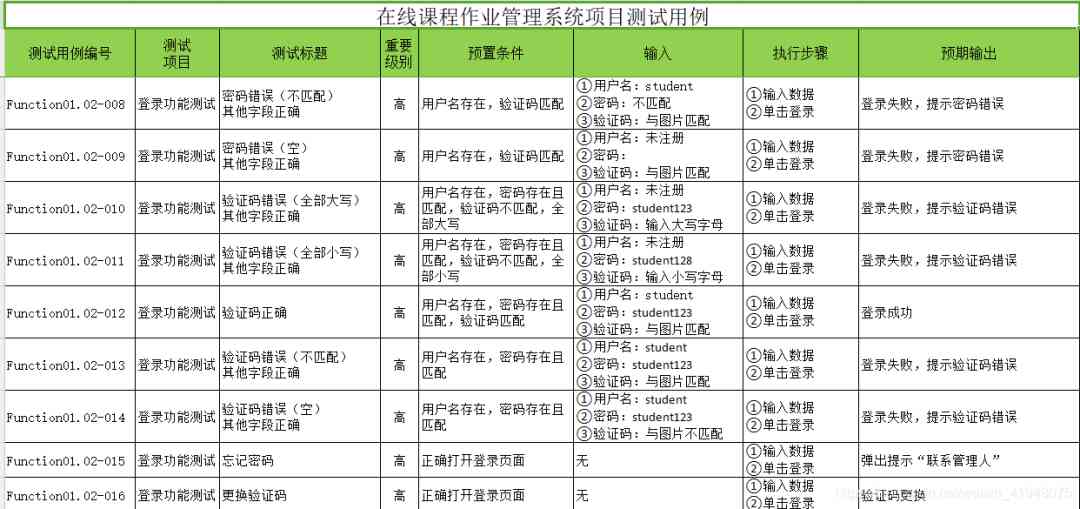 在线课程作业管理系统项目测试用例
测试用例编号 测试项目 测试标题 重要级别 预置条件 输入 执行步骤 预期输出
Function01.02-008 登录功能测试 密码错误（不匹配） 其他字段正确 高 用户名存在，验证码匹配 ①用户名：student ②密码：不匹配 ③验证码：与图片匹配 ①输入数据 ②单击登录 登录失败，提示密码错误
Function01.02-009 登录功能测试 密码错误（空） 其他字段正确 高 用户名存在，验证码匹配 ①用户名：未注册 ②密码： ③验证码：与图片匹配 ①输入数据 ②单击登录 登录失败，提示密码错误
Function01.02-010 登录功能测试 验证码错误（全部大写） 其他字段正确 高 用户名存在，密码存在且匹配，验证码不匹配，全部大写 ①用户名：未注册 ②密码：student123 ③验证码：输入大写字母 ①输入数据 ②单击登录 登录失败，提示验证码错误
Function01.02-011 登录功能测试 验证码错误（全部小写） 其他字段正确 高 用户名存在，密码存在且匹配，验证码不匹配，全部小写 ①用户名：未注册 ②密码：student128 ③验证码：输入小写字母 ①输入数据 ②单击登录 登录失败，提示验证码错误
Function01.02-012 登录功能测试 验证码正确 高 用户名存在，密码存在且匹配，验证码匹配 ①用户名：student ②密码：student123 ③验证码：与图片匹配 ①输入数据 ②单击登录 登录成功
Function01.02-013 登录功能测试 验证码错误（不匹配） 其他字段正确 高 用户名存在，密码存在且匹配 ①用户名：student ②密码：student123 ③验证码：与图片匹配 ①输入数据 ②单击登录 登录失败，提示验证码错误
Function01.02-014 登录功能测试 验证码错误（空） 其他字段正确 高 用户名存在，密码存在且匹配 ①用户名：student ②密码：student123 ③验证码：与图片不匹配 ①输入数据 ②单击登录 登录失败，提示验证码错误
Function01.02-015 登录功能测试 忘记密码 高 正确打开登录页面 无 ①输入数据 ②单击登录 弹出提示“联系管理人”
Function01.02-016 登录功能测试 更换验证码 高 正确打开登录页面 无 ①输入数据 ②单击登录 验证码更换